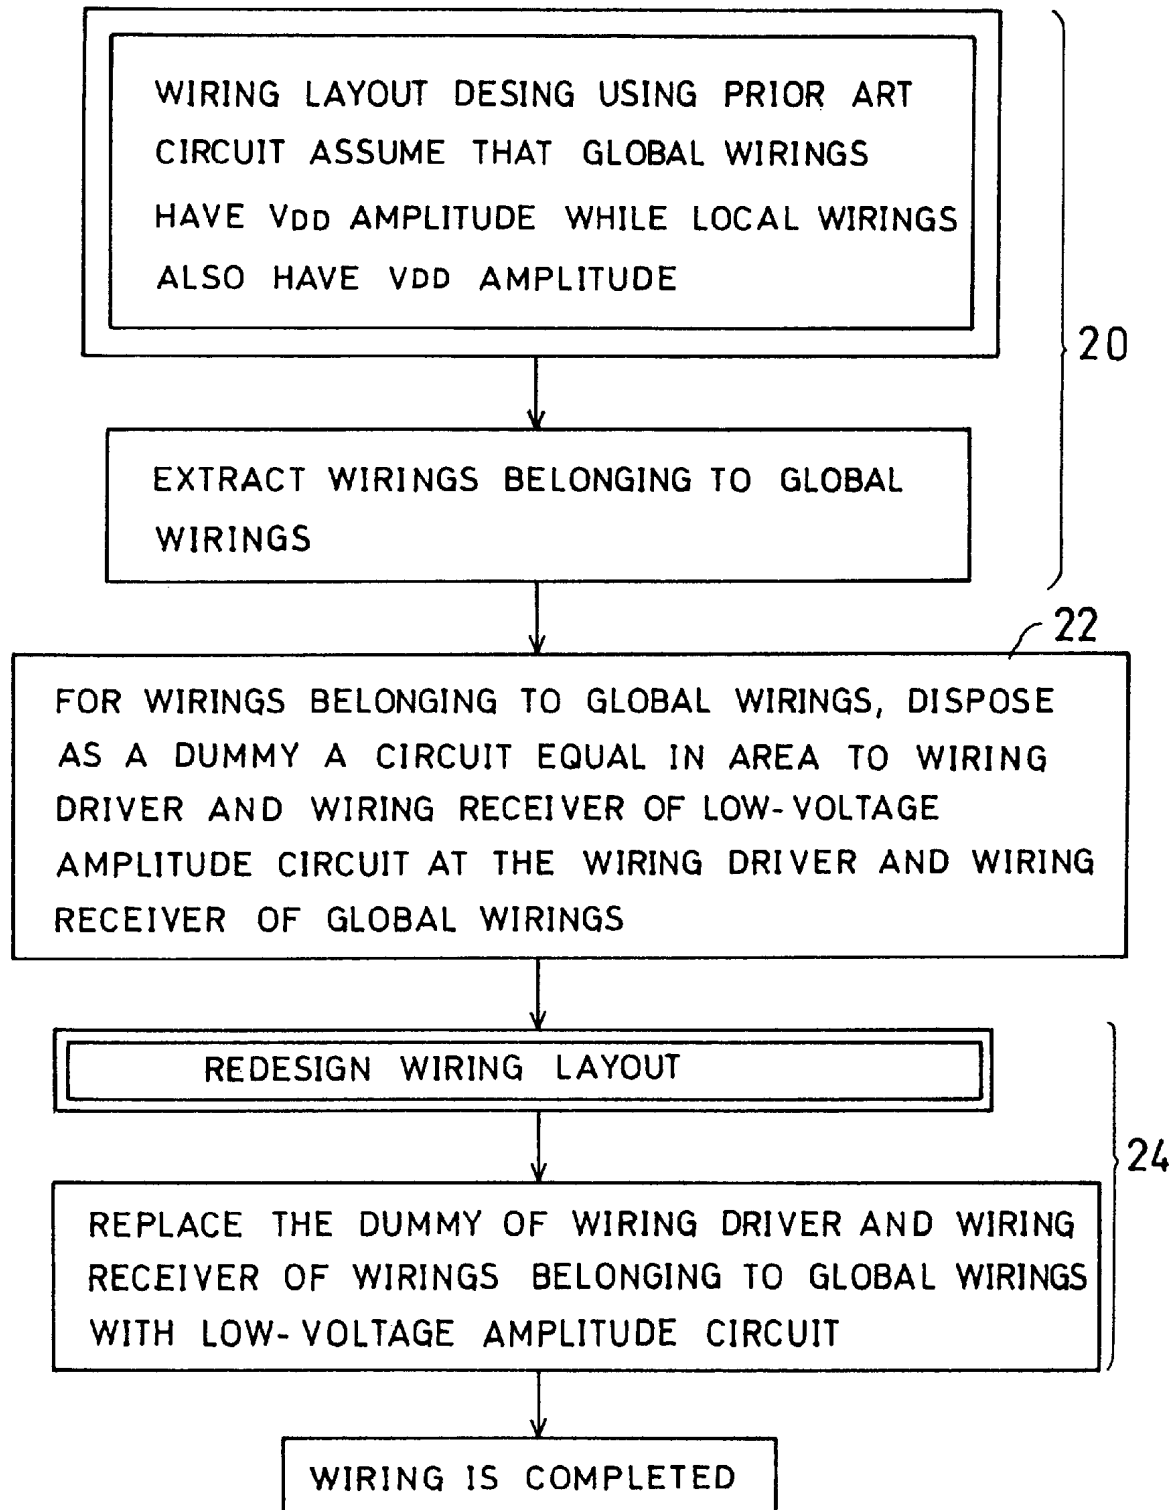 WIRING LAYOUT DESING USING PRIOR ART
CIRCUIT ASSUME THAT GLOBAL WIRINGS
HAVE VDD AMPLITUDE WHILE LOCAL WIRINGS
ALSO HAVE VDD AMPLITUDE
20
EXTRACT WIRINGS BELONGING TO GLOBAL
WIRINGS
22
FOR WIRINGS BELONGING TO GLOBAL WIRINGS, DISPOSE
AS A DUMMY A CIRCUIT EQUAL IN AREA TO WIRING
DRIVER AND WIRING RECEIVER OF LOW-VOLTAGE
AMPLITUDE CIRCUIT AT THE WIRING DRIVER AND WIRING
RECEIVER OF GLOBAL WIRINGS
REDESIGN WIRING LAYOUT
24
REPLACE THE DUMMY OF WIRING DRIVER AND WIRING
RECEIVER OF WIRINGS BELONGING TO GLOBAL WIRINGS
WITH LOW-VOLTAGE AMPLITUDE CIRCUIT
WIRING IS COMPLETED